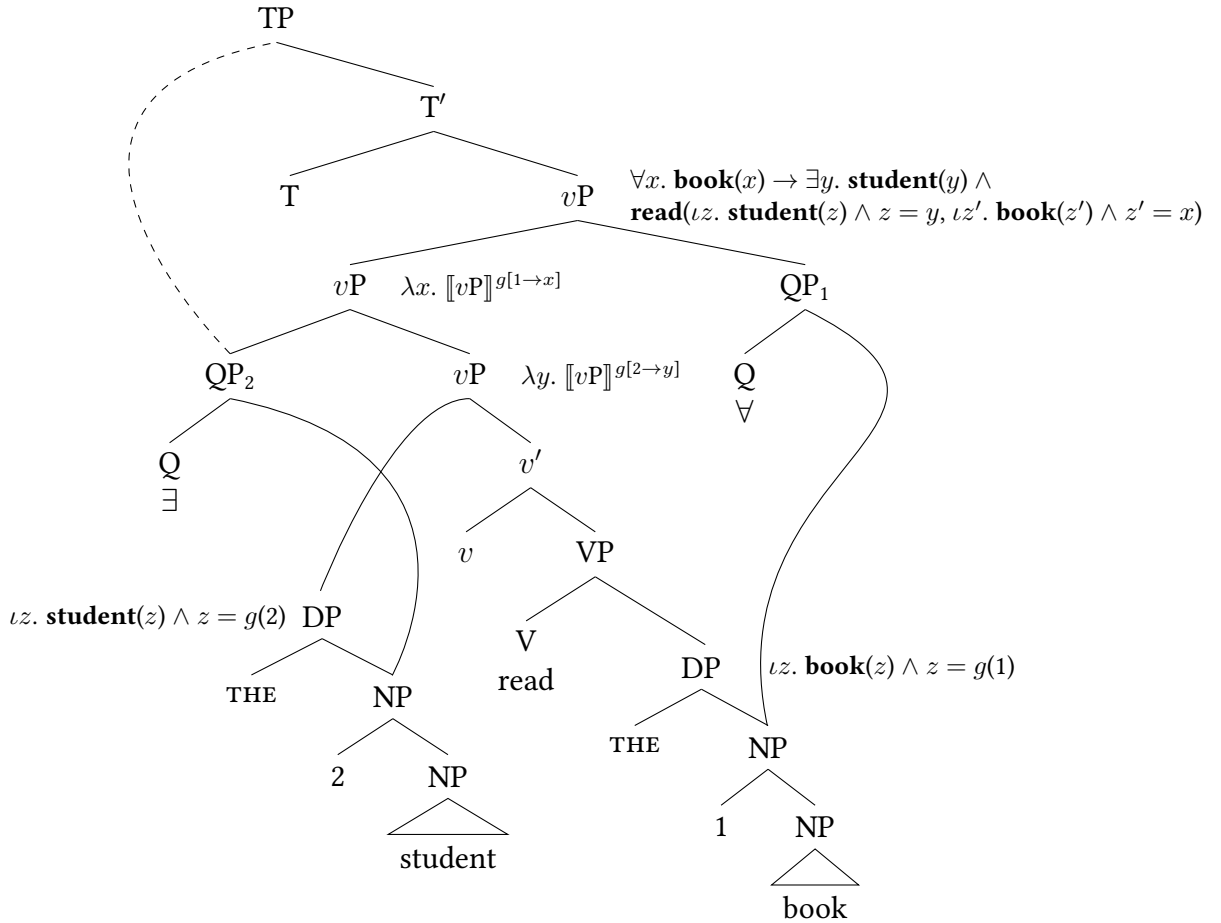 TP
T′
T
vP
∀x. book(x) → ∃y. student(y) ∧
read(ιz. student(z) ∧ z = y, ιz′. book(z′) ∧ z′ = x)
vP
λx. ⟦vP⟧^{g[1→x]}
QP₁
QP₂
vP
λy. ⟦vP⟧^{g[2→y]}
Q
∀
Q
∃
v′
v
VP
ιz. student(z) ∧ z = g(2)
DP
V
read
DP
ιz. book(z) ∧ z = g(1)
THE
NP
THE
NP
2
NP
1
NP
student
book